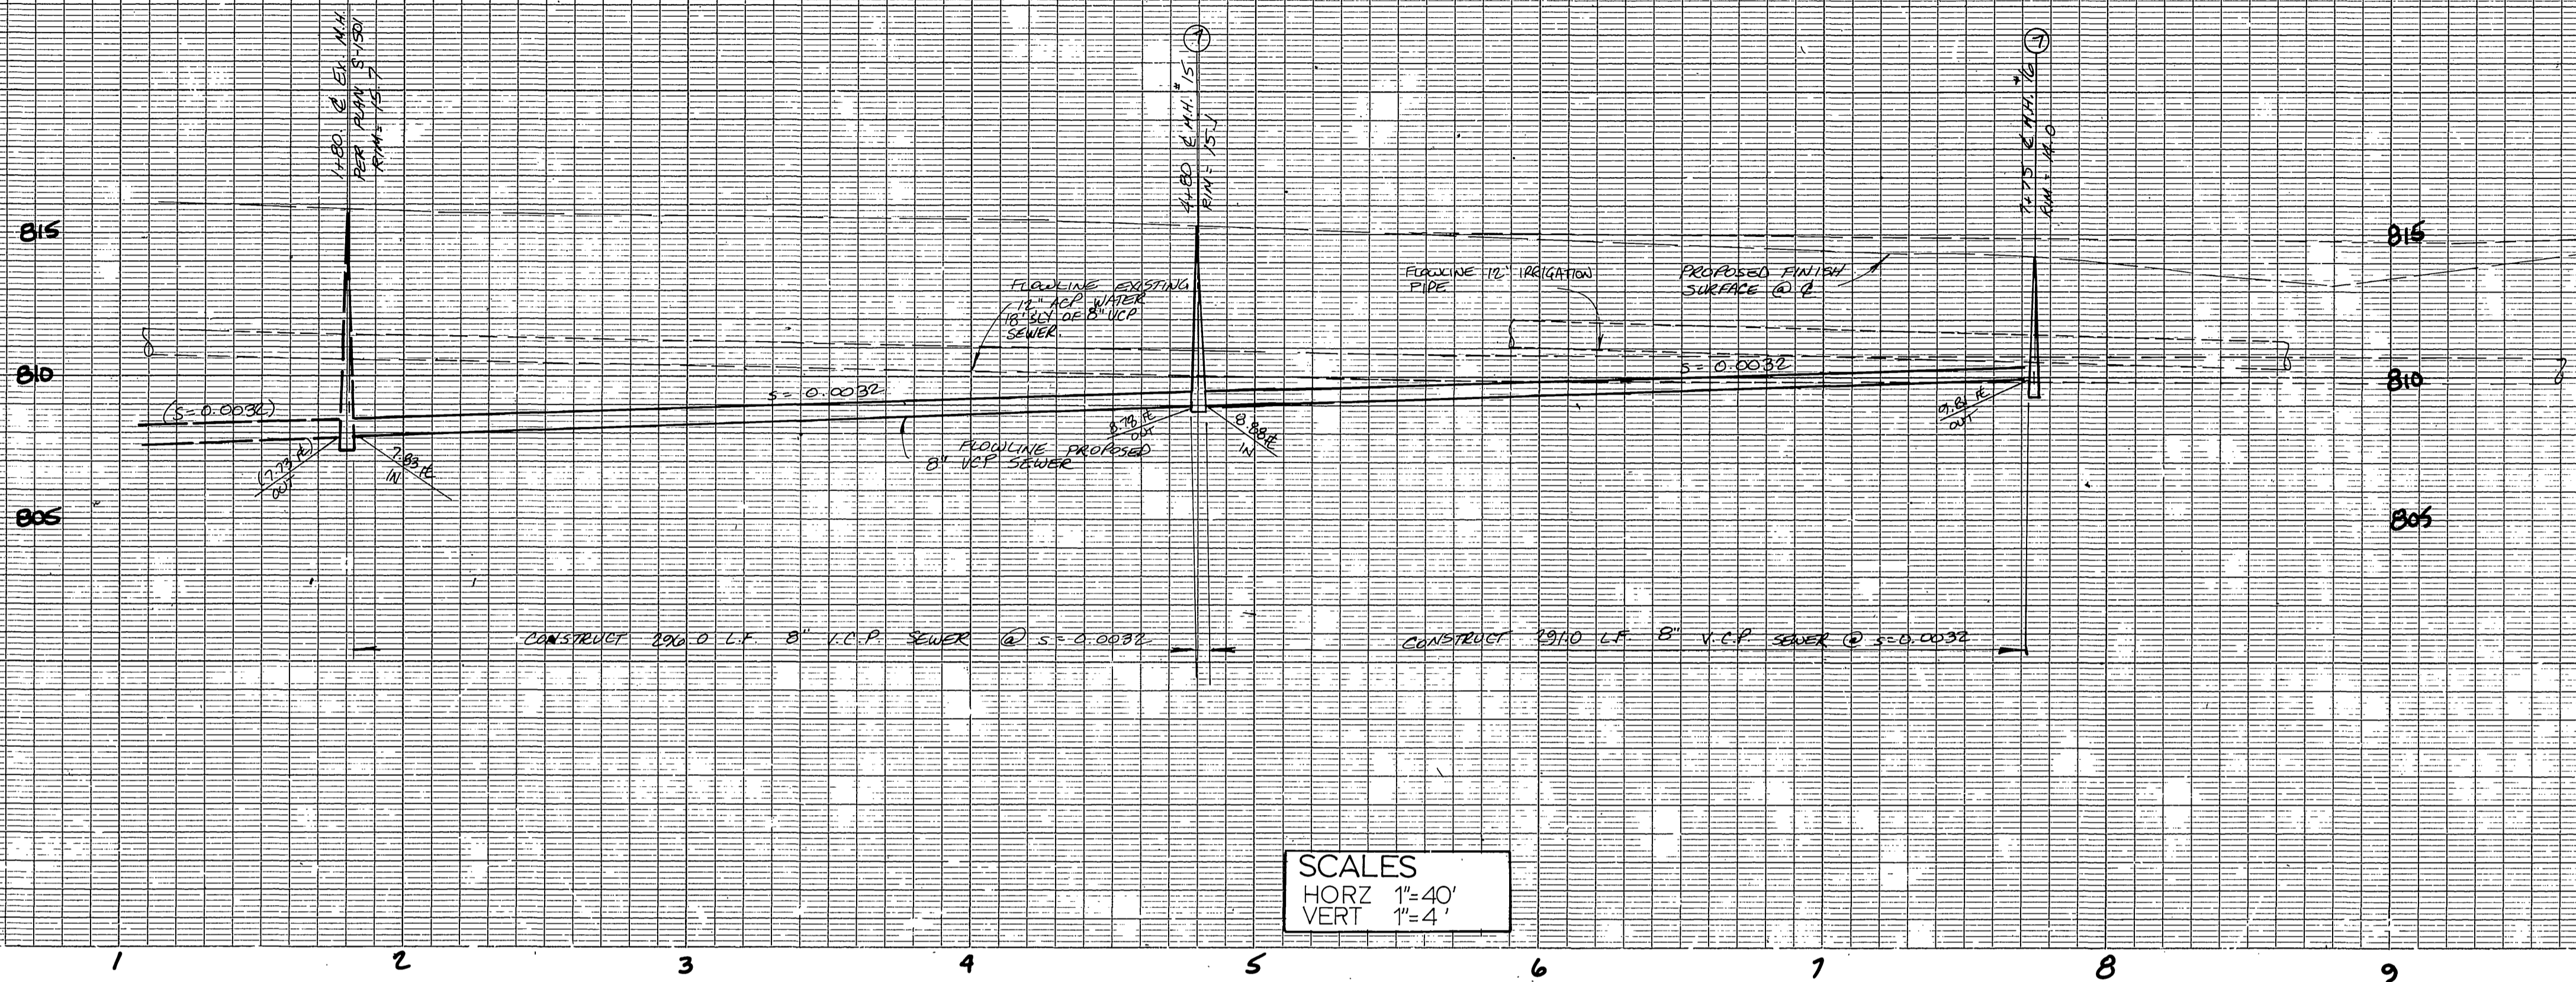 1+80. ℄ EX. M.H.
PER PLAN S-1501
RIM = 15.7
7
4+80 ℄ M.H. #15
RIM = 15.1
7
7+75 ℄ M.H. #16
RIM = 14.0
815
815
FLOWLINE EXISTING
12" ACP WATER
18' SLY OF 8" VCP
SEWER.
FLOWLINE 12" IRRIGATION
PIPE
PROPOSED FINISH
SURFACE @ ℄
810
810
(S=0.0032)
S= 0.0032
S= 0.0032
(7.73 ℄)
OUT
7.83 ℄
IN
FLOWLINE PROPOSED
8" VCP SEWER
8.78 ℄
OUT
8.88 ℄
IN
9.81 ℄
OUT
805
805
CONSTRUCT 296.0 L.F. 8" V.C.P. SEWER @ S=0.0032
CONSTRUCT 291.0 L.F. 8" V.C.P SEWER @ S=0.0032
SCALES
HORZ 1"=40'
VERT 1"=4'
1 2 3 4 5 6 7 8 9